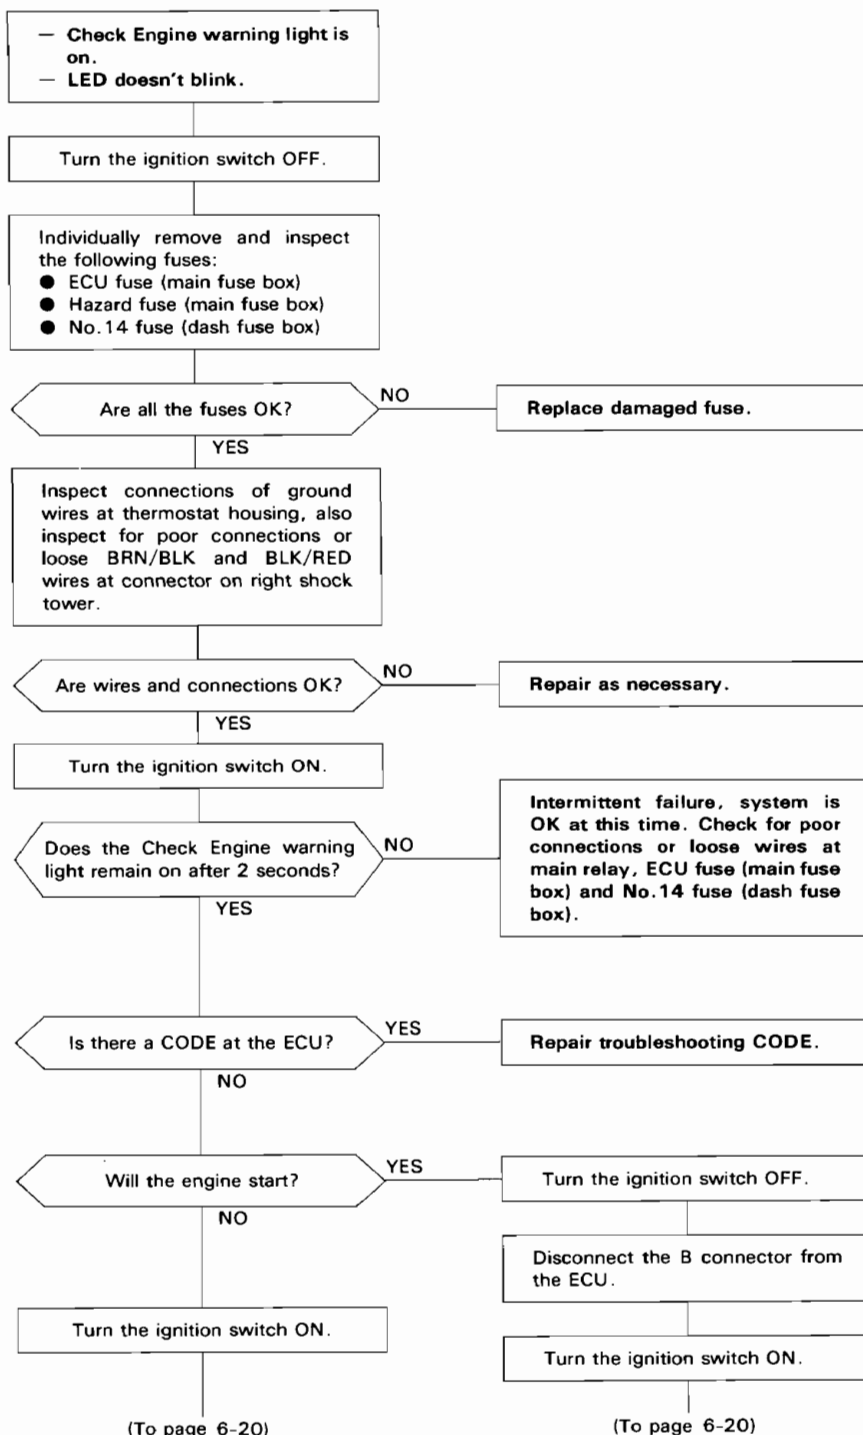 — Check Engine warning light is
on.
— LED doesn't blink.
Turn the ignition switch OFF.
Individually remove and inspect
the following fuses:
● ECU fuse (main fuse box)
● Hazard fuse (main fuse box)
● No.14 fuse (dash fuse box)
Are all the fuses OK?
NO
Replace damaged fuse.
YES
Inspect connections of ground
wires at thermostat housing, also
inspect for poor connections or
loose BRN/BLK and BLK/RED
wires at connector on right shock
tower.
Are wires and connections OK?
NO
Repair as necessary.
YES
Turn the ignition switch ON.
Does the Check Engine warning
light remain on after 2 seconds?
NO
Intermittent failure, system is
OK at this time. Check for poor
connections or loose wires at
main relay, ECU fuse (main fuse
box) and No.14 fuse (dash fuse
box).
YES
Is there a CODE at the ECU?
YES
Repair troubleshooting CODE.
NO
Will the engine start?
YES
Turn the ignition switch OFF.
NO
Disconnect the B connector from
the ECU.
Turn the ignition switch ON.
Turn the ignition switch ON.
(To page 6-20)
(To page 6-20)